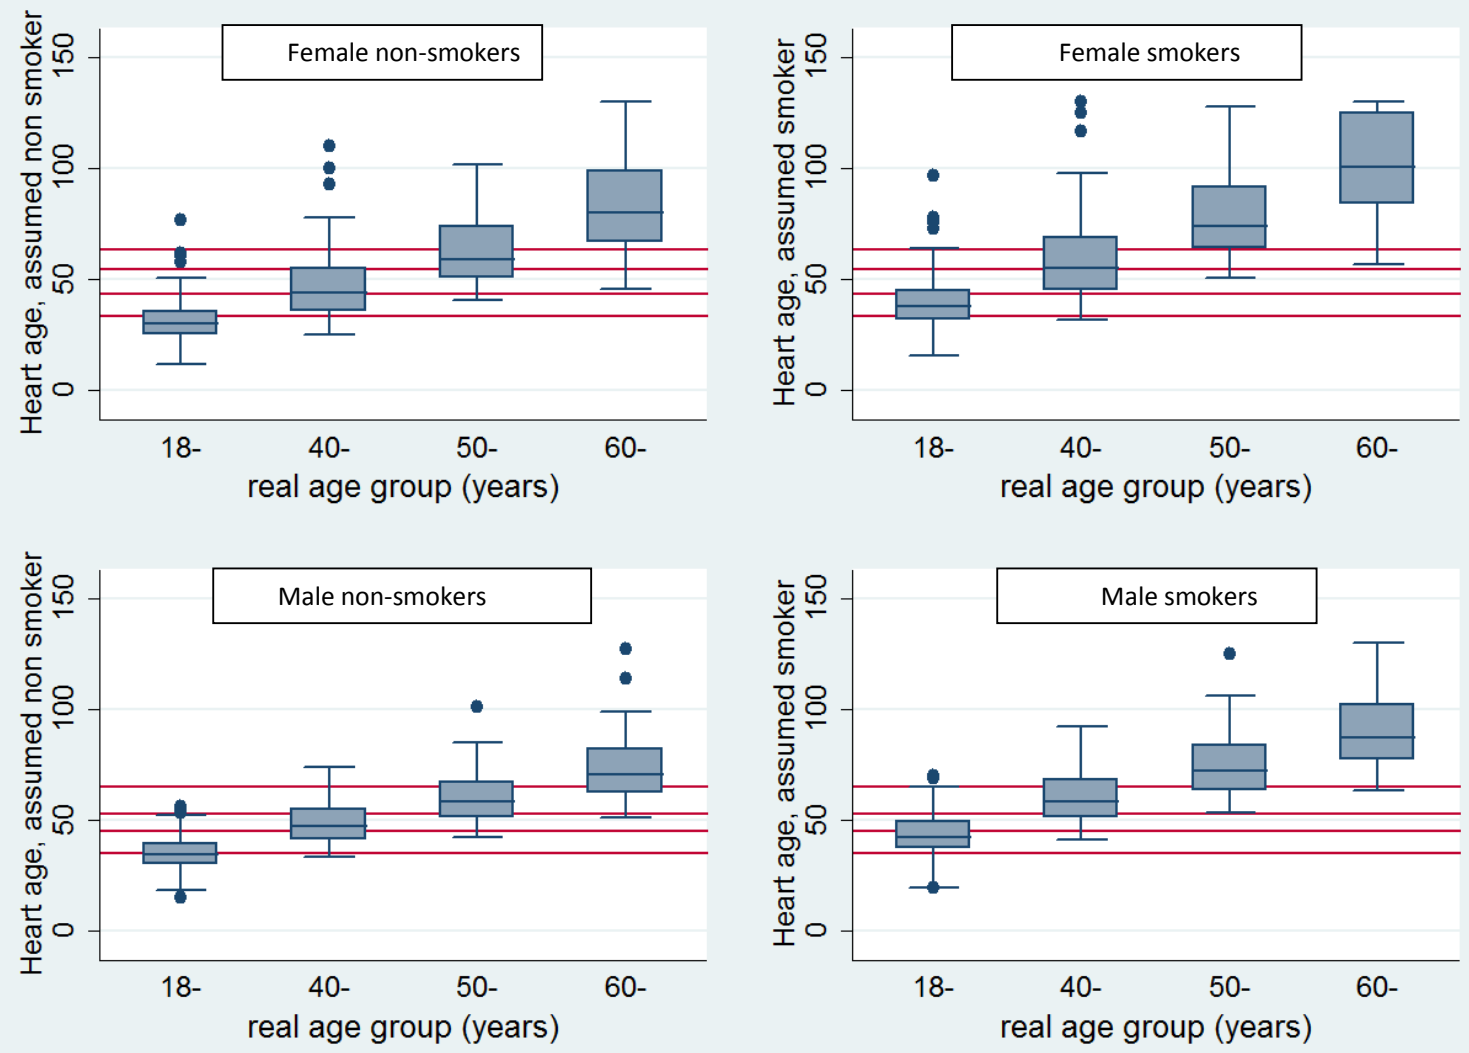 Female non-smokers
Heart age, assumed non smoker
150
100
50
0
18- 40- 50- 60-
real age group (years)
Female smokers
Heart age, assumed smoker
150
100
50
0
18- 40- 50- 60-
real age group (years)
Male non-smokers
Heart age, assumed non smoker
150
100
50
0
18- 40- 50- 60-
real age group (years)
Male smokers
Heart age, assumed smoker
150
100
50
0
18- 40- 50- 60-
real age group (years)